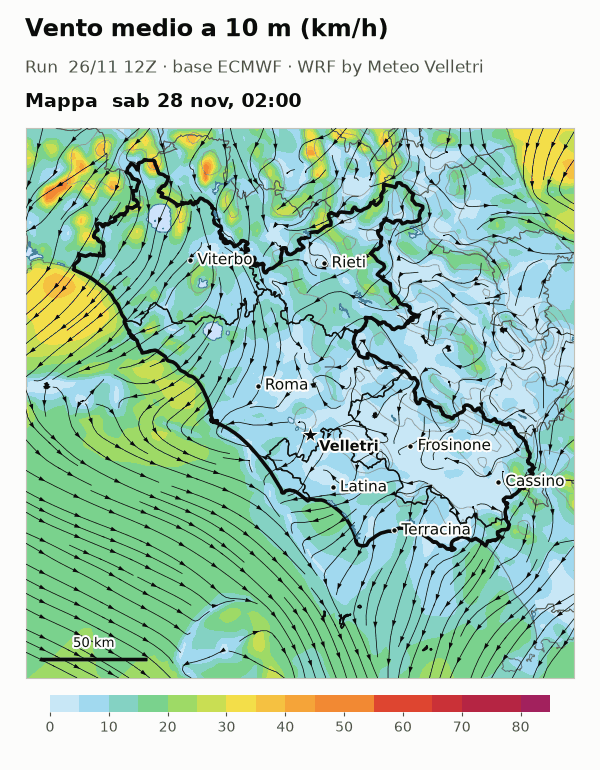 Vento medio a 10 m (km/h)
Run  26/11 12Z · base ECMWF · WRF by Meteo Velletri
Mappa  sab 28 nov, 02:00
Viterbo
Rieti
Roma
Velletri
Frosinone
Cassino
Latina
Terracina
50 km
0 10 20 30 40 50 60 70 80